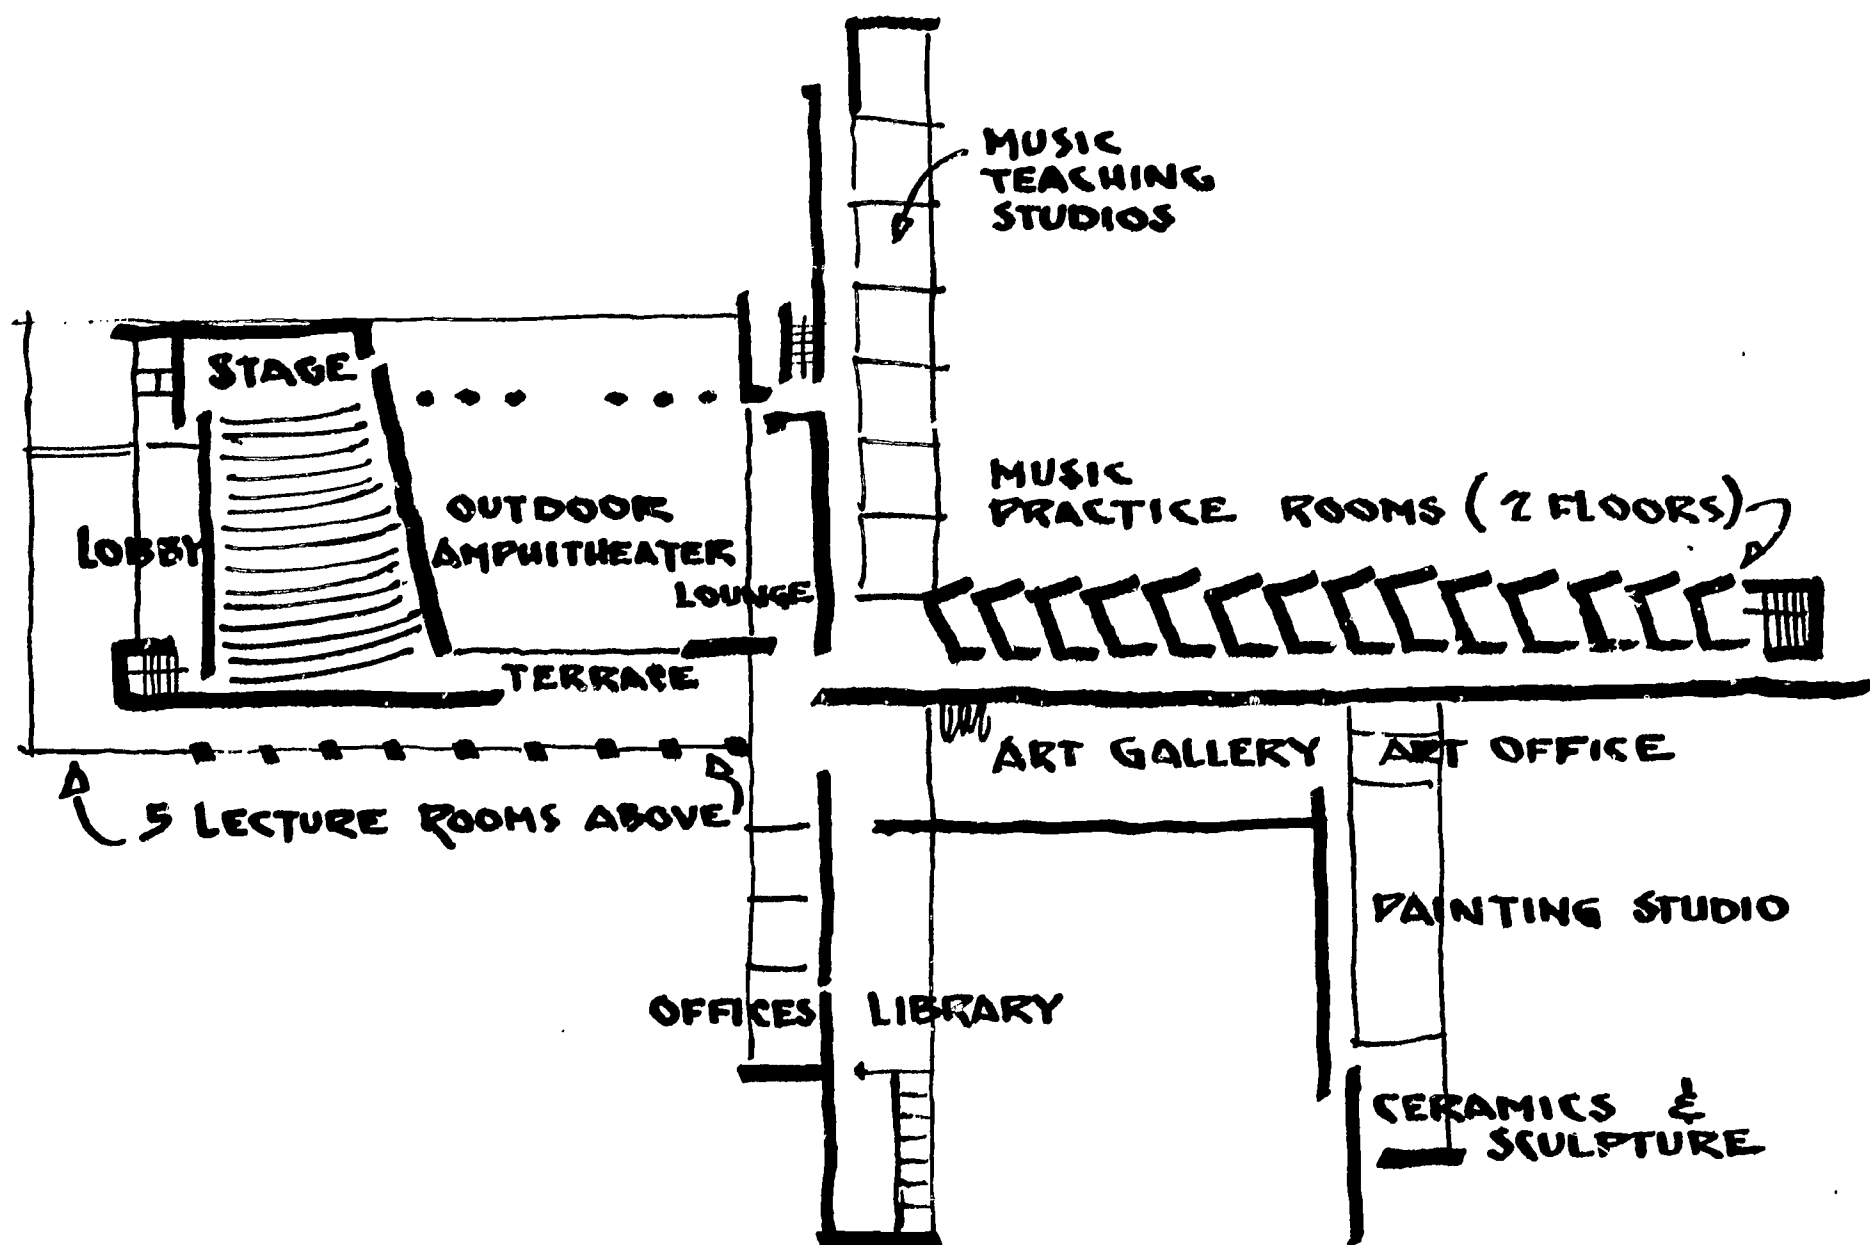 MUSIC
TEACHING
STUDIOS
STAGE
MUSIC
PRACTICE ROOMS (2 FLOORS)
OUTDOOR
AMPHITHEATER
LOBBY
LOUNGE
TERRACE
ART GALLERY
ART OFFICE
5 LECTURE ROOMS ABOVE
PAINTING STUDIO
OFFICES
LIBRARY
CERAMICS &
SCULPTURE